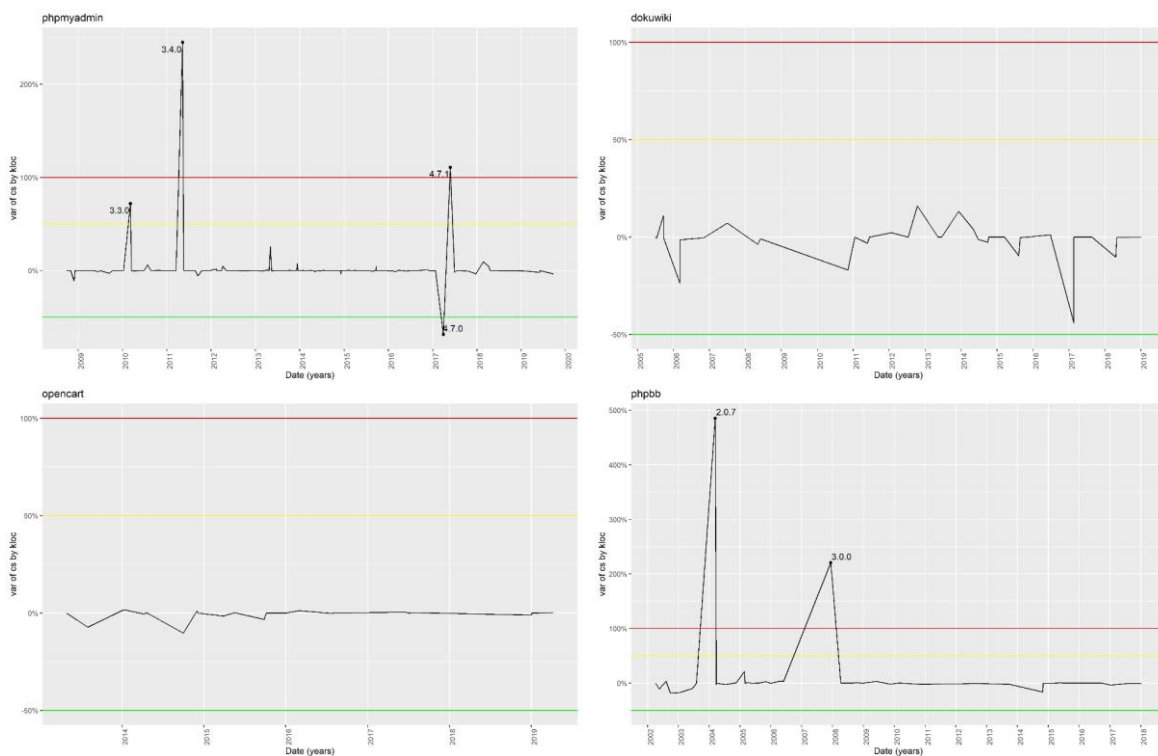 phpmyadmin
var of cs by kloc
200%
100%
0%
3.3.0
3.4.0
4.7.1
4.7.0
2009 2010 2011 2012 2013 2014 2015 2016 2017 2018 2019 2020
Date (years)
dokuwiki
var of cs by kloc
100%
50%
0%
-50%
2005 2006 2007 2008 2009 2010 2011 2012 2013 2014 2015 2016 2017 2018 2019
Date (years)
opencart
var of cs by kloc
100%
50%
0%
-50%
2014 2015 2016 2017 2018 2019
Date (years)
phpbb
var of cs by kloc
500%
400%
300%
200%
100%
0%
2.0.7
3.0.0
2002 2003 2004 2005 2006 2007 2008 2009 2010 2011 2012 2013 2014 2015 2016 2017 2018
Date (years)